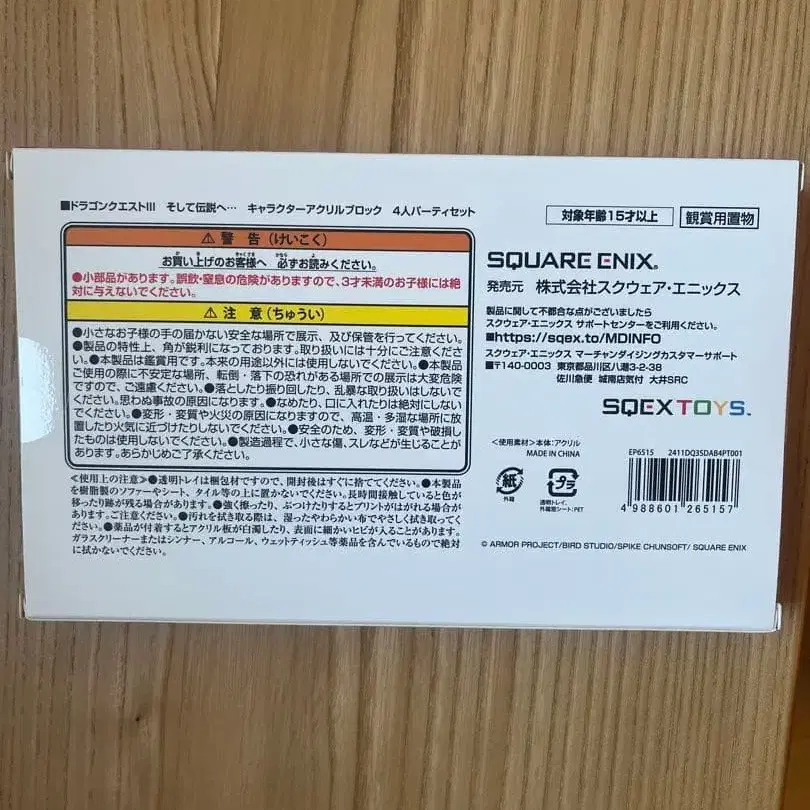 ■ドラゴンクエストIII そして伝説へ… キャラクターアクリルブロック 4人パーティセット
対象年齢15才以上
観賞用置物
⚠警告(けいこく)
お買い上げのお客様へ 必ずお読みください。
●小部品があります。誤飲・窒息の危険がありますので、3才未満のお子様には絶
対に与えないでください。
⚠注意(ちゅうい)
●小さなお子様の手の届かない安全な場所で展示、及び保管を行ってください。
●製品の特性上、角が鋭利になっております。取り扱いには十分にご注意くださ
い。●本製品は鑑賞用です。本来の用途以外には使用しないでください。●本製品
ご使用の際に不安定な場所、転倒・落下の恐れがある場所での展示は大変危険
ですので、ご遠慮ください。●落としたり振り回したり、乱暴な取り扱いはしないで
ください。思わぬ事故の原因になります。●なめたり、口に入れたりは絶対にしない
でください。●変形・変質や火災の原因になりますので、高温・多湿な場所に
放置したり火気に近づけたりしないでください。●安全のため、変形・変質や破損し
たものは使用しないでください。●製造過程で、小さな傷、スレなどが生じることが
あります。あらかじめご了承ください。
≪使用上の注意≫●透明トレイは梱包材ですので、開封後はすぐに捨ててください。●本製品
を樹脂製のソファーやシート、タイル等の上に置かないでください。長時間接触していると色が
移ったり跡が残る場合があります。●強く擦ったり、ぶつけたりするとプリントがはがれる場合が
あります。ご注意ください。●汚れを拭き取る際は、湿ったやわらかい布でやさしく拭き取ってく
ださい。●薬品が付着するとアクリル板が白濁したり、表面に細かいヒビが入ることがあります。
ガラスクリーナーまたはシンナー、アルコール、ウェットティッシュ等薬品を含んでいるもので絶対
に拭かないでください。
SQUARE ENIX®
発売元 株式会社スクウェア・エニックス
製品に関して不都合な点がございましたら
スクウェア・エニックス サポートセンターをご利用ください。
■https://sqex.to/MDINFO
スクウェア・エニックス マーチャンダイジングカスタマーサポート
■〒140-0003 東京都品川区八潮3-2-38
佐川急便 城南店気付 大井SRC
SQEXTOYS.
<使用素材>本体:アクリル
MADE IN CHINA
紙
外箱
プラ
透明トレイ、
外箱窓シート:PET
EP6515 2411DQ3SDAB4PT001
4 988601 265157
© ARMOR PROJECT/BIRD STUDIO/SPIKE CHUNSOFT/ SQUARE ENIX